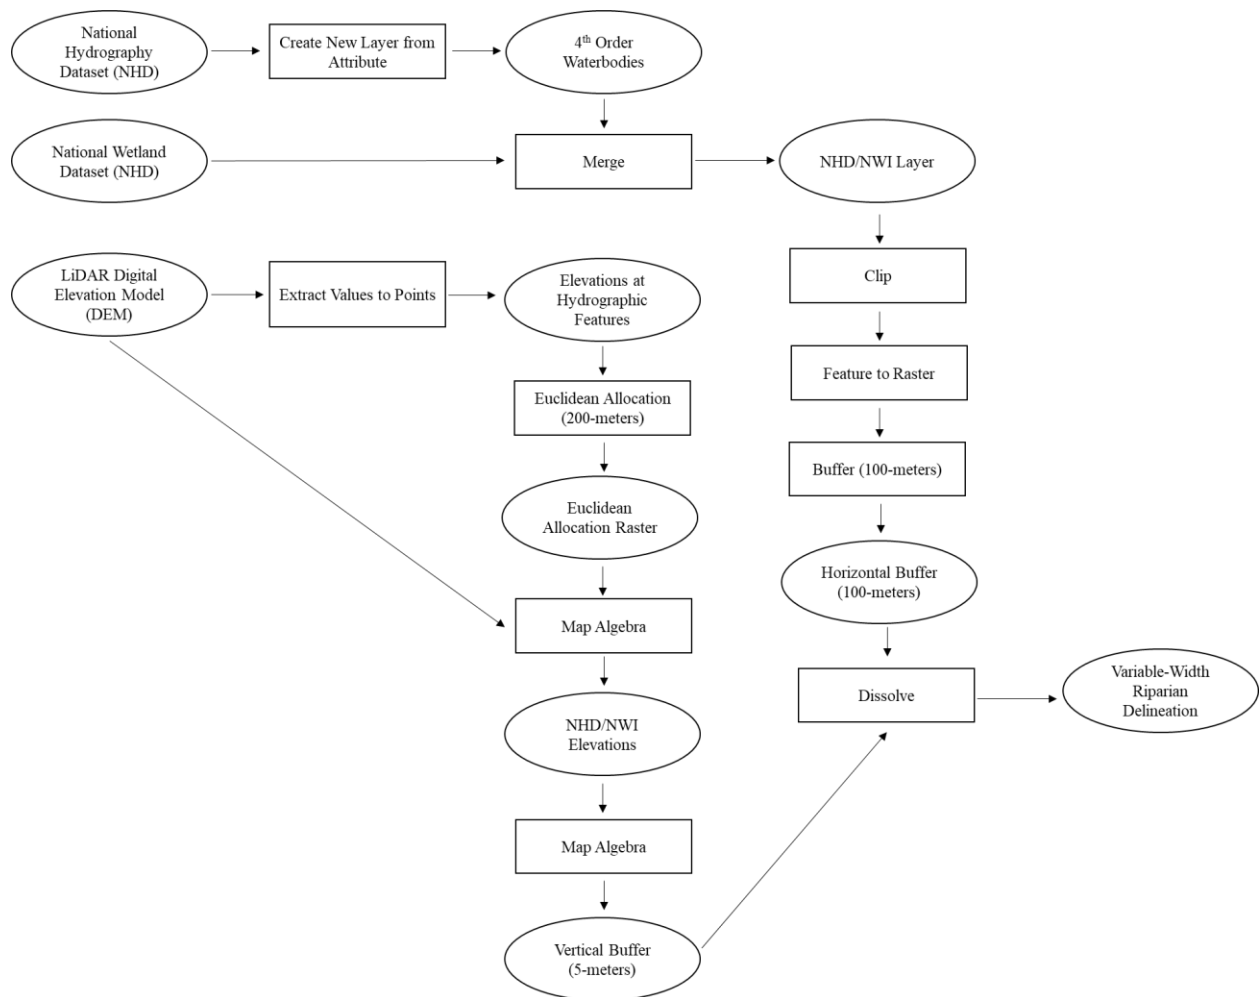 National
Hydrography
Dataset (NHD)
Create New Layer from
Attribute
4th Order
Waterbodies
National Wetland
Dataset (NHD)
Merge
NHD/NWI Layer
Clip
LiDAR Digital
Elevation Model
(DEM)
Extract Values to Points
Elevations at
Hydrographic
Features
Feature to Raster
Euclidean Allocation
(200-meters)
Buffer (100-meters)
Euclidean
Allocation Raster
Horizontal Buffer
(100-meters)
Map Algebra
Dissolve
Variable-Width
Riparian
Delineation
NHD/NWI
Elevations
Map Algebra
Vertical Buffer
(5-meters)